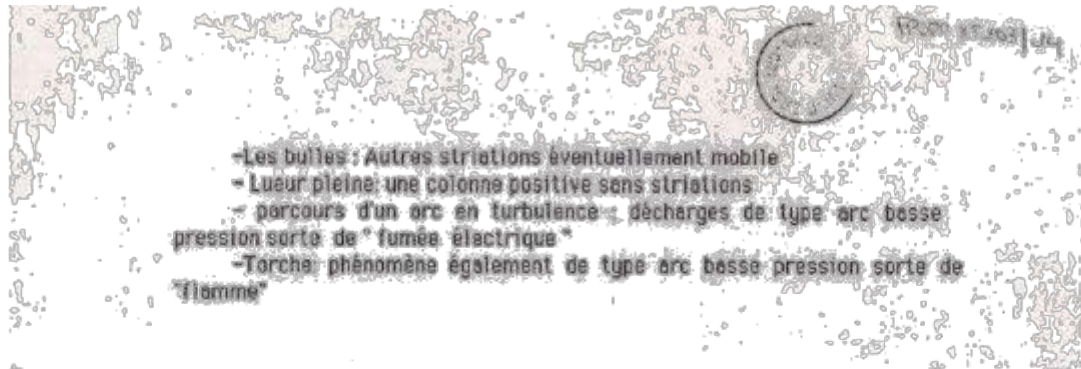 -Les bulles : Autres striations éventuellement mobile
- Lueur pleine: une colonne positive sans striations
- parcours d'un arc en turbulence : décharges de type arc basse
pression sorte de " fumée électrique "
-Torche: phénomène également de type arc basse pression sorte de
"flamme"